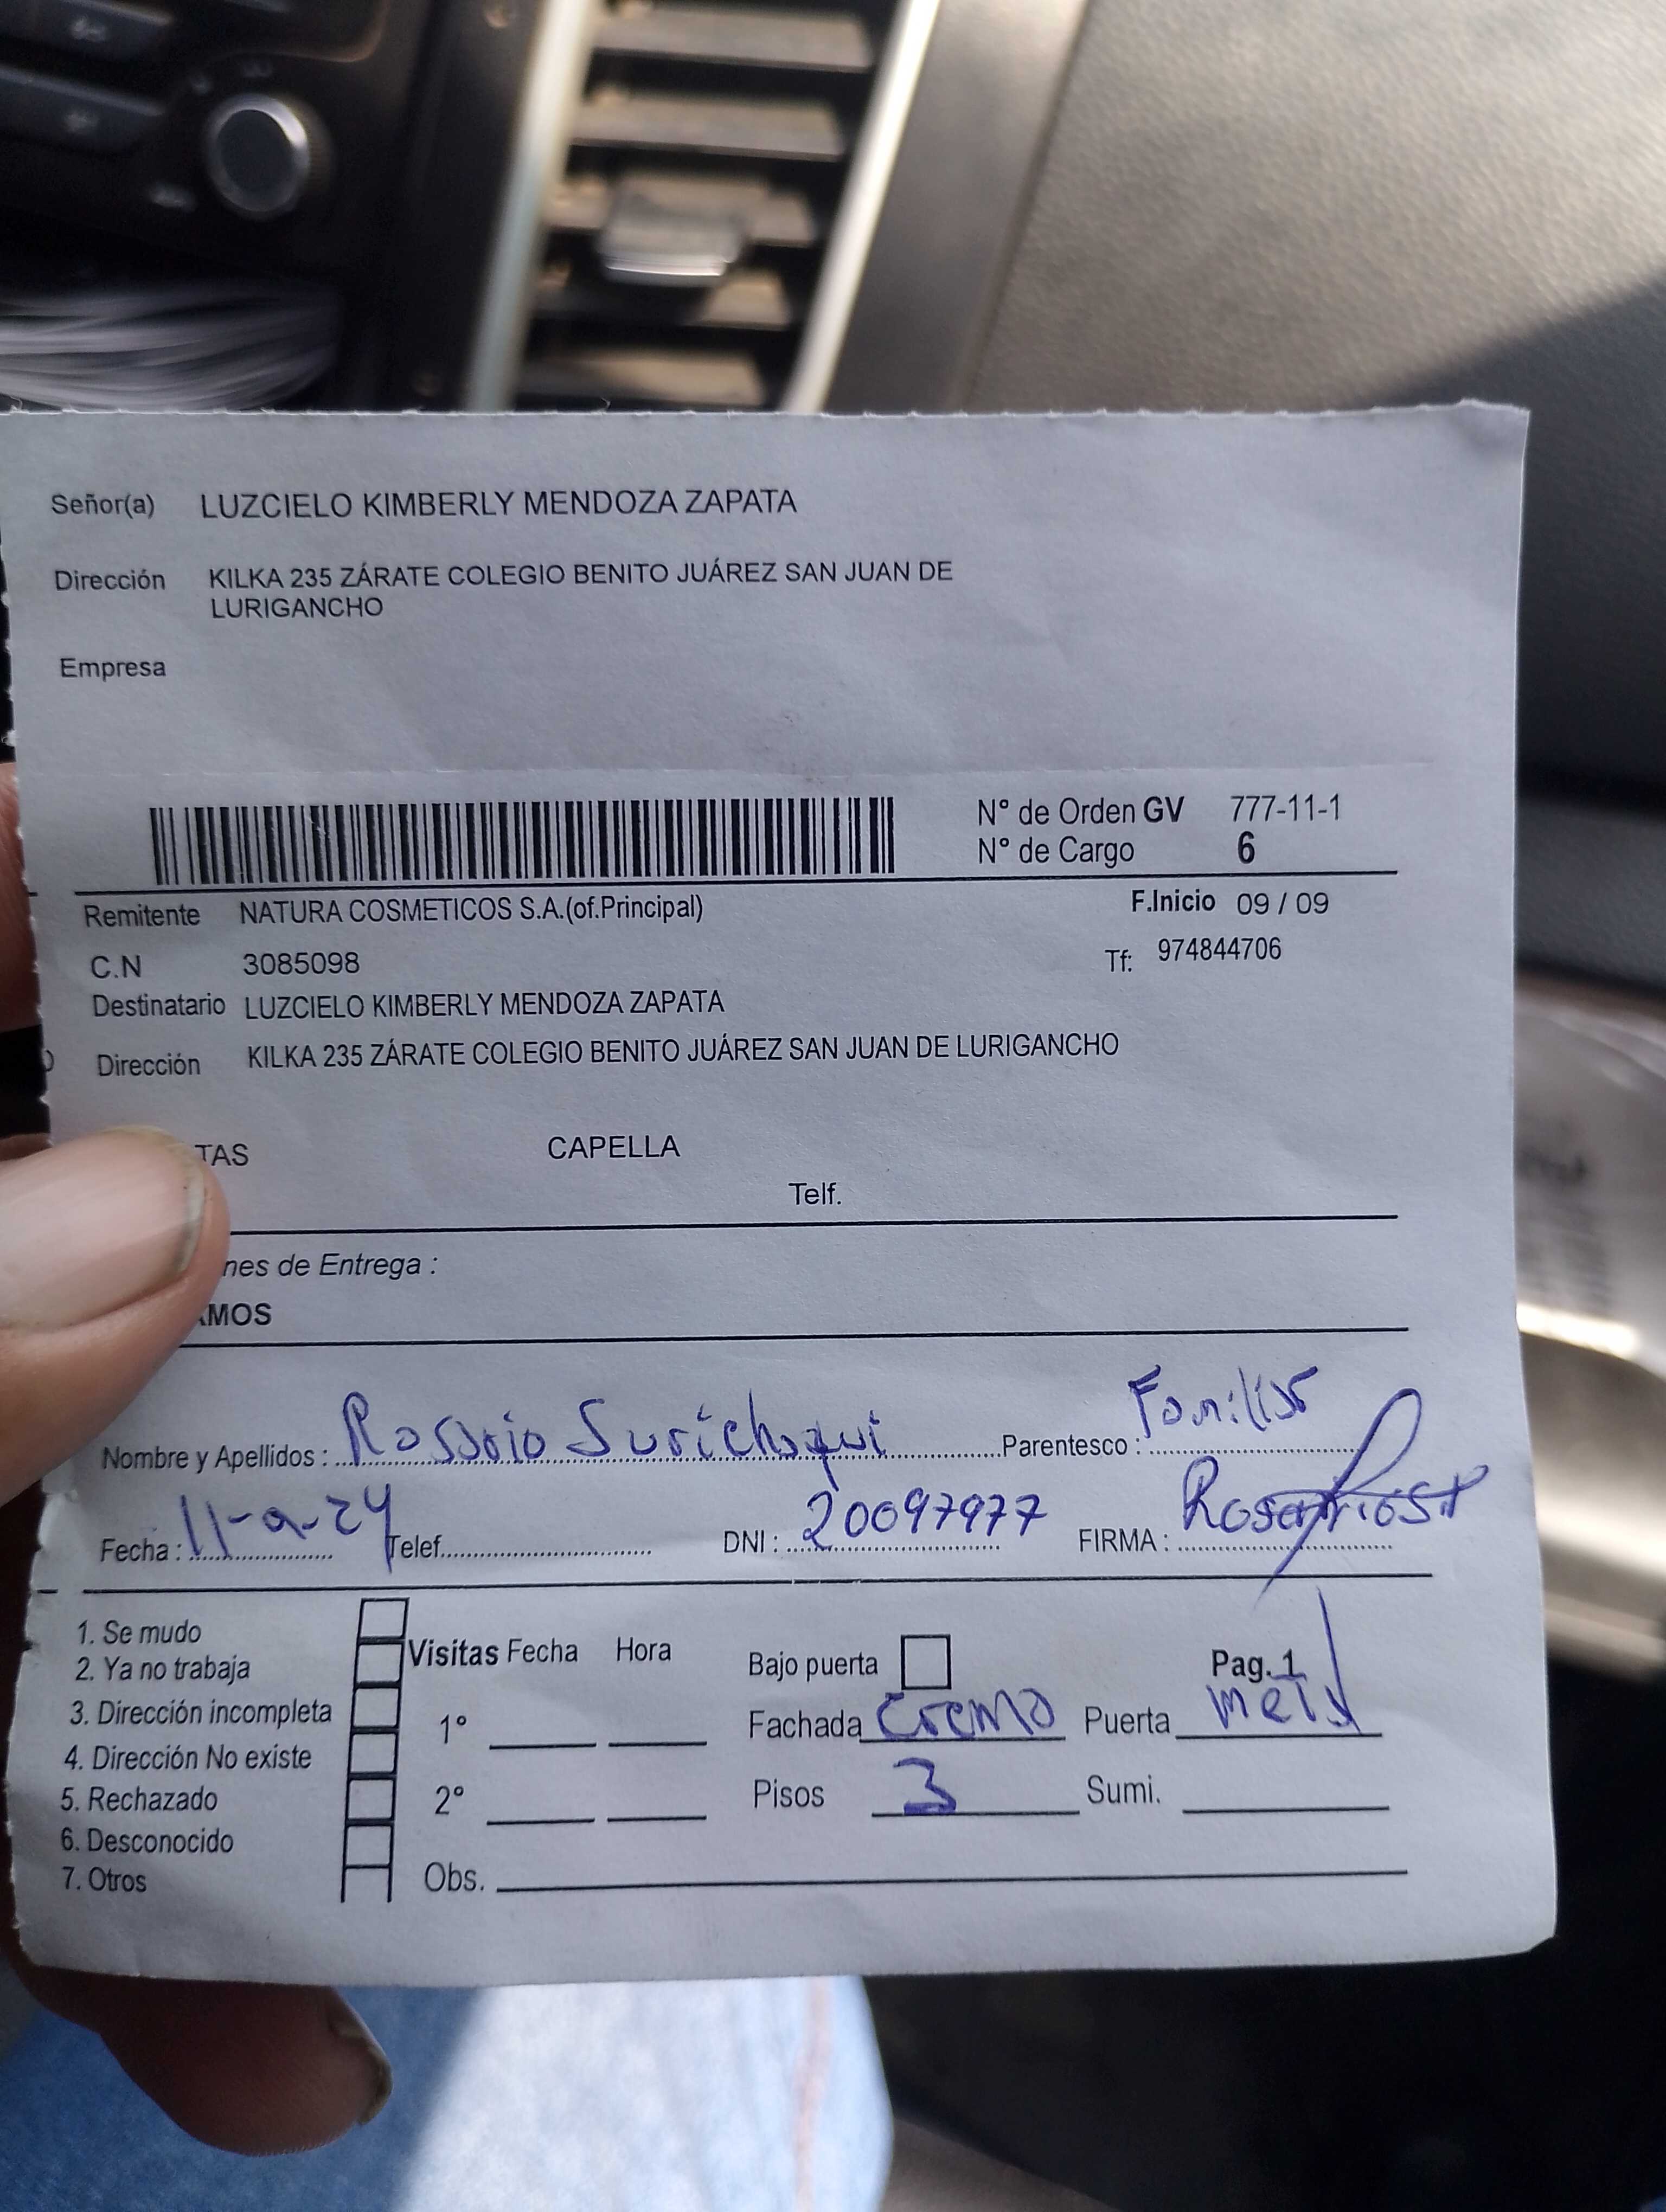 Señor(a) LUZCIELO KIMBERLY MENDOZA ZAPATA
Dirección KILKA 235 ZÁRATE COLEGIO BENITO JUÁREZ SAN JUAN DE
LURIGANCHO
Empresa
N° de Orden GV 777-11-1
N° de Cargo 6
Remitente NATURA COSMETICOS S.A.(of.Principal) F.Inicio 09 / 09
C.N 3085098 Tf: 974844706
Destinatario LUZCIELO KIMBERLY MENDOZA ZAPATA
Dirección KILKA 235 ZÁRATE COLEGIO BENITO JUÁREZ SAN JUAN DE LURIGANCHO
TAS CAPELLA
Telf.
nes de Entrega :
AMOS
Nombre y Apellidos : Rosario Surichaqui Parentesco : Familiar
Fecha : 11-9-24 Telef. DNI : 20097977 FIRMA :
1. Se mudo
2. Ya no trabaja
3. Dirección incompleta
4. Dirección No existe
5. Rechazado
6. Desconocido
7. Otros
Visitas Fecha Hora
1°
2°
Obs.
Bajo puerta Pag. 1
Fachada crema Puerta metal
Pisos 3 Sumi.